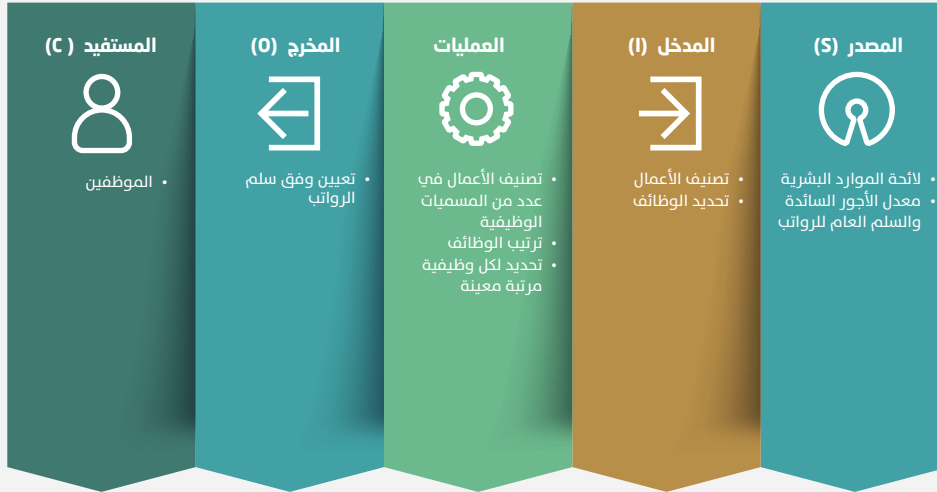 المصدر (S)
• لائحة الموارد البشرية
• معدل الأجور السائدة
والسلم العام للرواتب
المدخل (I)
• تصنيف الأعمال
• تحديد الوظائف
العمليات
• تصنيف الأعمال في
عدد من المسميات
الوظيفية
• ترتيب الوظائف
• تحديد لكل وظيفية
مرتبة معينة
المخرج (O)
• تعيين وفق سلم
الرواتب
المستفيد ( C)
• الموظفين